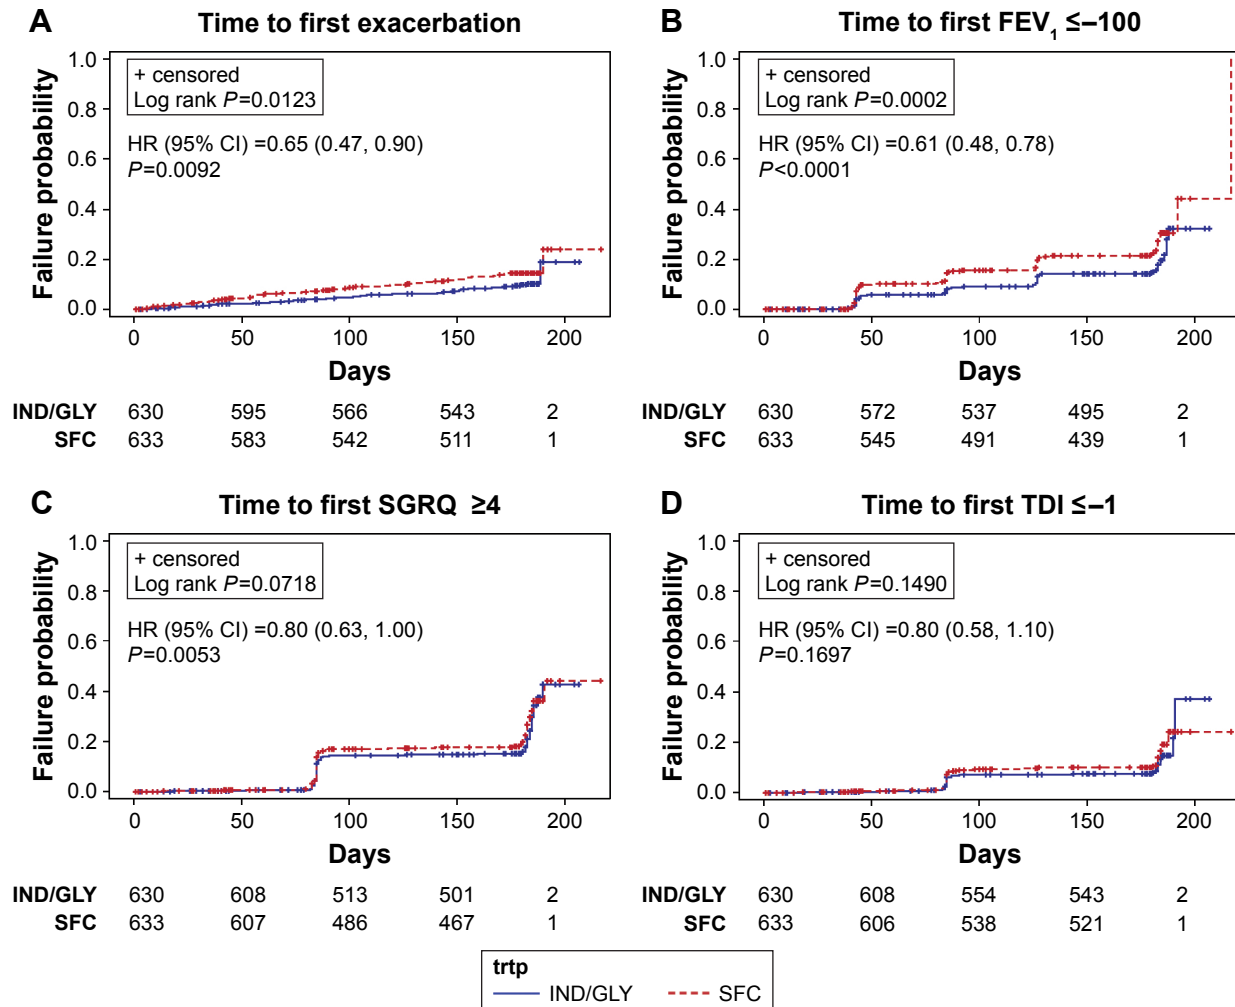 A Time to first exacerbation
+ censored
Log rank P=0.0123
HR (95% CI) =0.65 (0.47, 0.90)
P=0.0092
Failure probability
1.0
0.8
0.6
0.4
0.2
0.0
0 50 100 150 200
Days
IND/GLY 630 595 566 543 2
SFC 633 583 542 511 1
B Time to first FEV₁ ≤–100
+ censored
Log rank P=0.0002
HR (95% CI) =0.61 (0.48, 0.78)
P<0.0001
Failure probability
1.0
0.8
0.6
0.4
0.2
0.0
0 50 100 150 200
Days
IND/GLY 630 572 537 495 2
SFC 633 545 491 439 1
C Time to first SGRQ ≥4
+ censored
Log rank P=0.0718
HR (95% CI) =0.80 (0.63, 1.00)
P=0.0053
Failure probability
1.0
0.8
0.6
0.4
0.2
0.0
0 50 100 150 200
Days
IND/GLY 630 608 513 501 2
SFC 633 607 486 467 1
D Time to first TDI ≤–1
+ censored
Log rank P=0.1490
HR (95% CI) =0.80 (0.58, 1.10)
P=0.1697
Failure probability
1.0
0.8
0.6
0.4
0.2
0.0
0 50 100 150 200
Days
IND/GLY 630 608 554 543 2
SFC 633 606 538 521 1
trtp
IND/GLY SFC